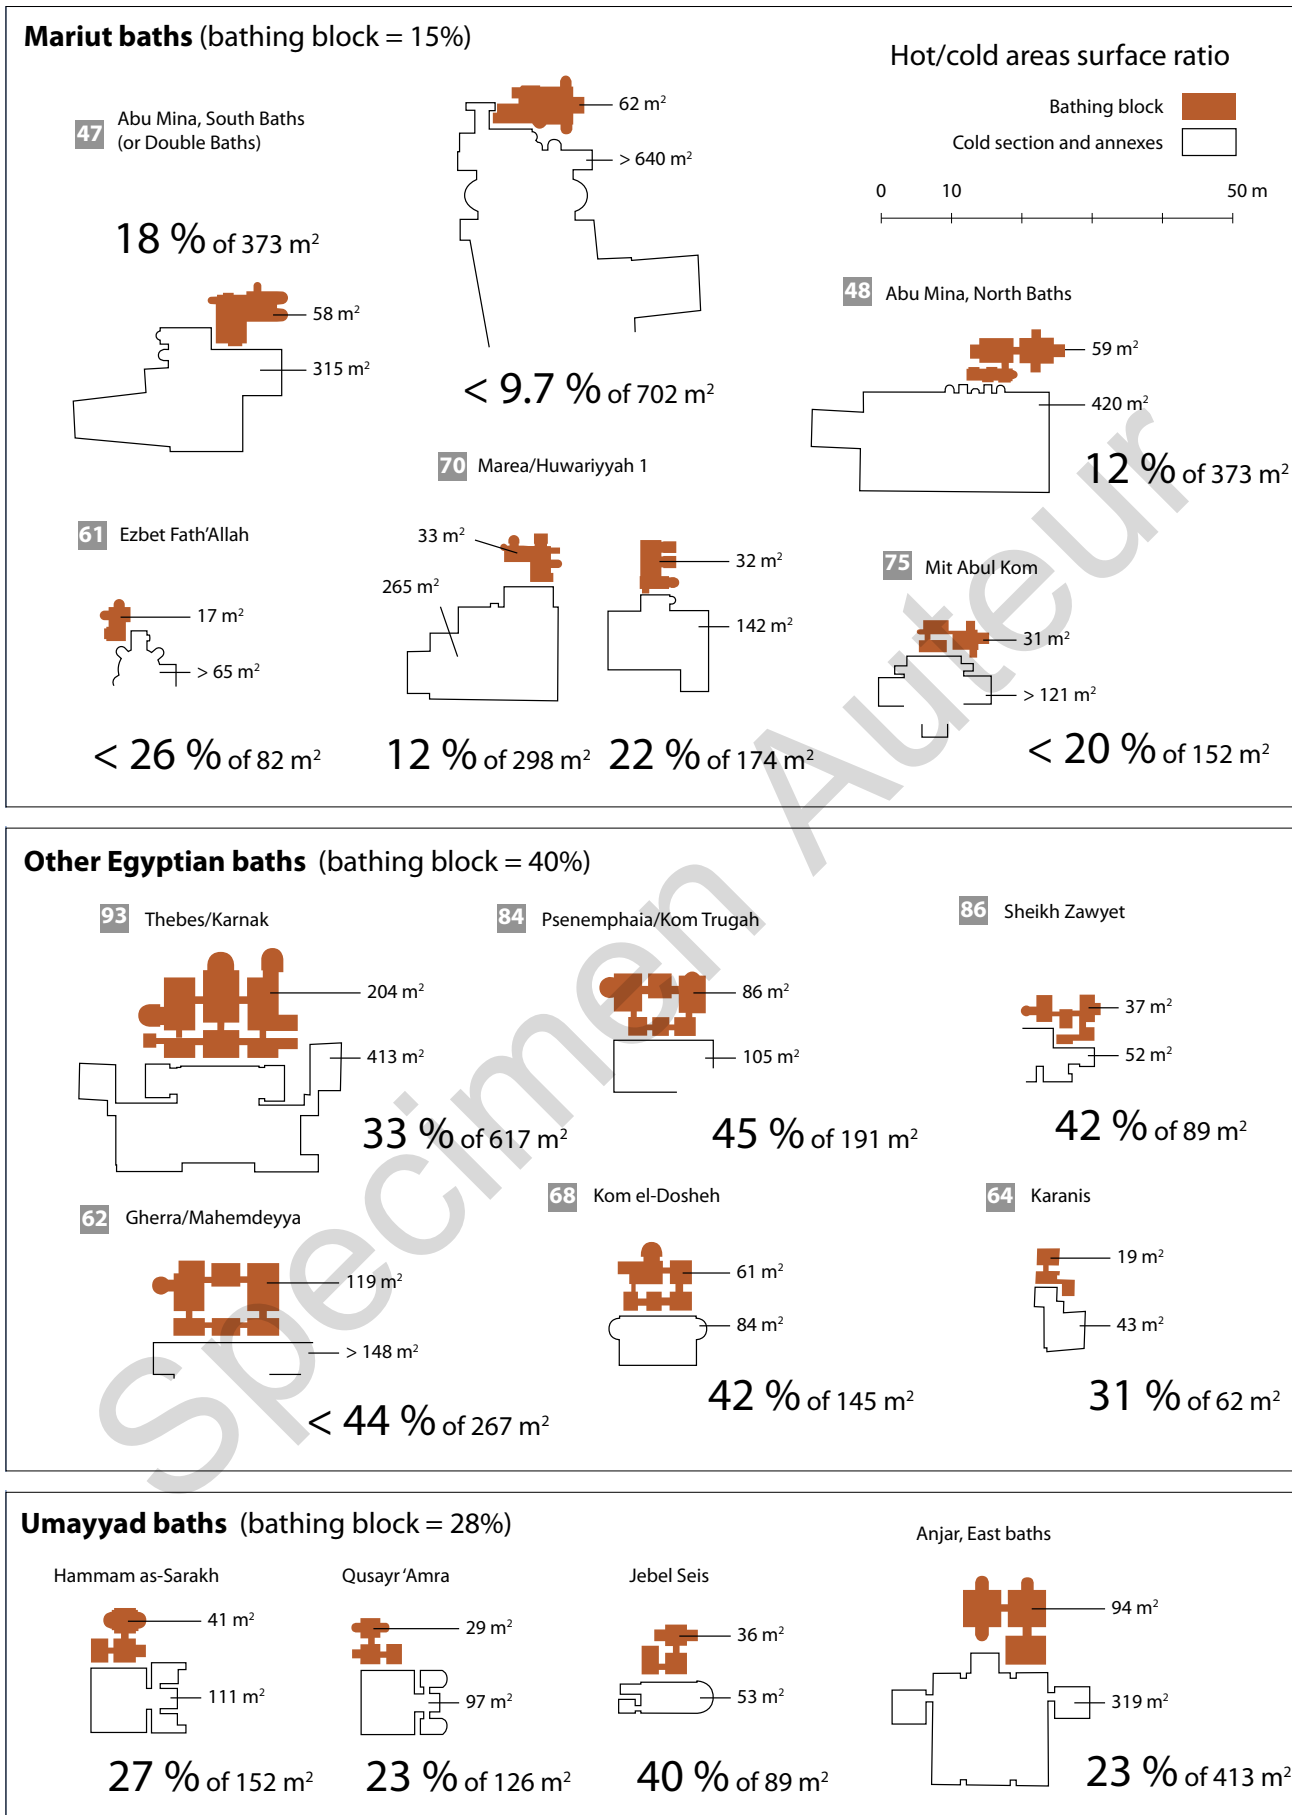 Mariut baths (bathing block = 15%)
Hot/cold areas surface ratio
Bathing block
Cold section and annexes
0 10 50 m
47 Abu Mina, South Baths
(or Double Baths)
62 m²
> 640 m²
18 % of 373 m²
58 m²
315 m²
< 9.7 % of 702 m²
48 Abu Mina, North Baths
59 m²
420 m²
12 % of 373 m²
61 Ezbet Fath'Allah
17 m²
> 65 m²
< 26 % of 82 m²
70 Marea/Huwariyyah 1
33 m²
265 m²
12 % of 298 m²
32 m²
142 m²
22 % of 174 m²
75 Mit Abul Kom
31 m²
> 121 m²
< 20 % of 152 m²
Other Egyptian baths (bathing block = 40%)
93 Thebes/Karnak
204 m²
413 m²
33 % of 617 m²
84 Psenemphaia/Kom Trugah
86 m²
105 m²
45 % of 191 m²
86 Sheikh Zawyet
37 m²
52 m²
42 % of 89 m²
62 Gherra/Mahemdeyya
119 m²
> 148 m²
< 44 % of 267 m²
68 Kom el-Dosheh
61 m²
84 m²
42 % of 145 m²
64 Karanis
19 m²
43 m²
31 % of 62 m²
Umayyad baths (bathing block = 28%)
Hammam as-Sarakh
41 m²
111 m²
27 % of 152 m²
Qusayr ‘Amra
29 m²
97 m²
23 % of 126 m²
Jebel Seis
36 m²
53 m²
40 % of 89 m²
Anjar, East baths
94 m²
319 m²
23 % of 413 m²
Specimen Auteur